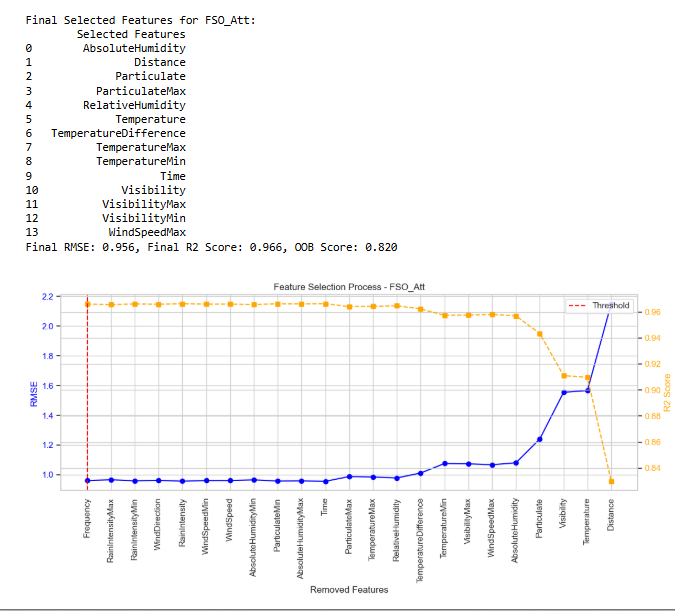 Final Selected Features for FSO_Att:
Selected Features
0 AbsoluteHumidity
1 Distance
2 Particulate
3 ParticulateMax
4 RelativeHumidity
5 Temperature
6 TemperatureDifference
7 TemperatureMax
8 TemperatureMin
9 Time
10 Visibility
11 VisibilityMax
12 VisibilityMin
13 WindSpeedMax
Final RMSE: 0.956, Final R2 Score: 0.966, OOB Score: 0.820
Feature Selection Process - FSO_Att
Threshold
2.2
2.0
1.8
1.6
1.4
1.2
1.0
RMSE
0.96
0.94
0.92
0.90
0.88
0.86
0.84
R2 Score
Frequency
RainIntensityMax
RainIntensityMin
WindDirection
RainIntensity
WindSpeedMin
WindSpeed
AbsoluteHumidityMin
ParticulateMin
AbsoluteHumidityMax
Time
ParticulateMax
TemperatureMax
RelativeHumidity
TemperatureDifference
TemperatureMin
VisibilityMax
WindSpeedMax
AbsoluteHumidity
Particulate
Visibility
Temperature
Distance
Removed Features